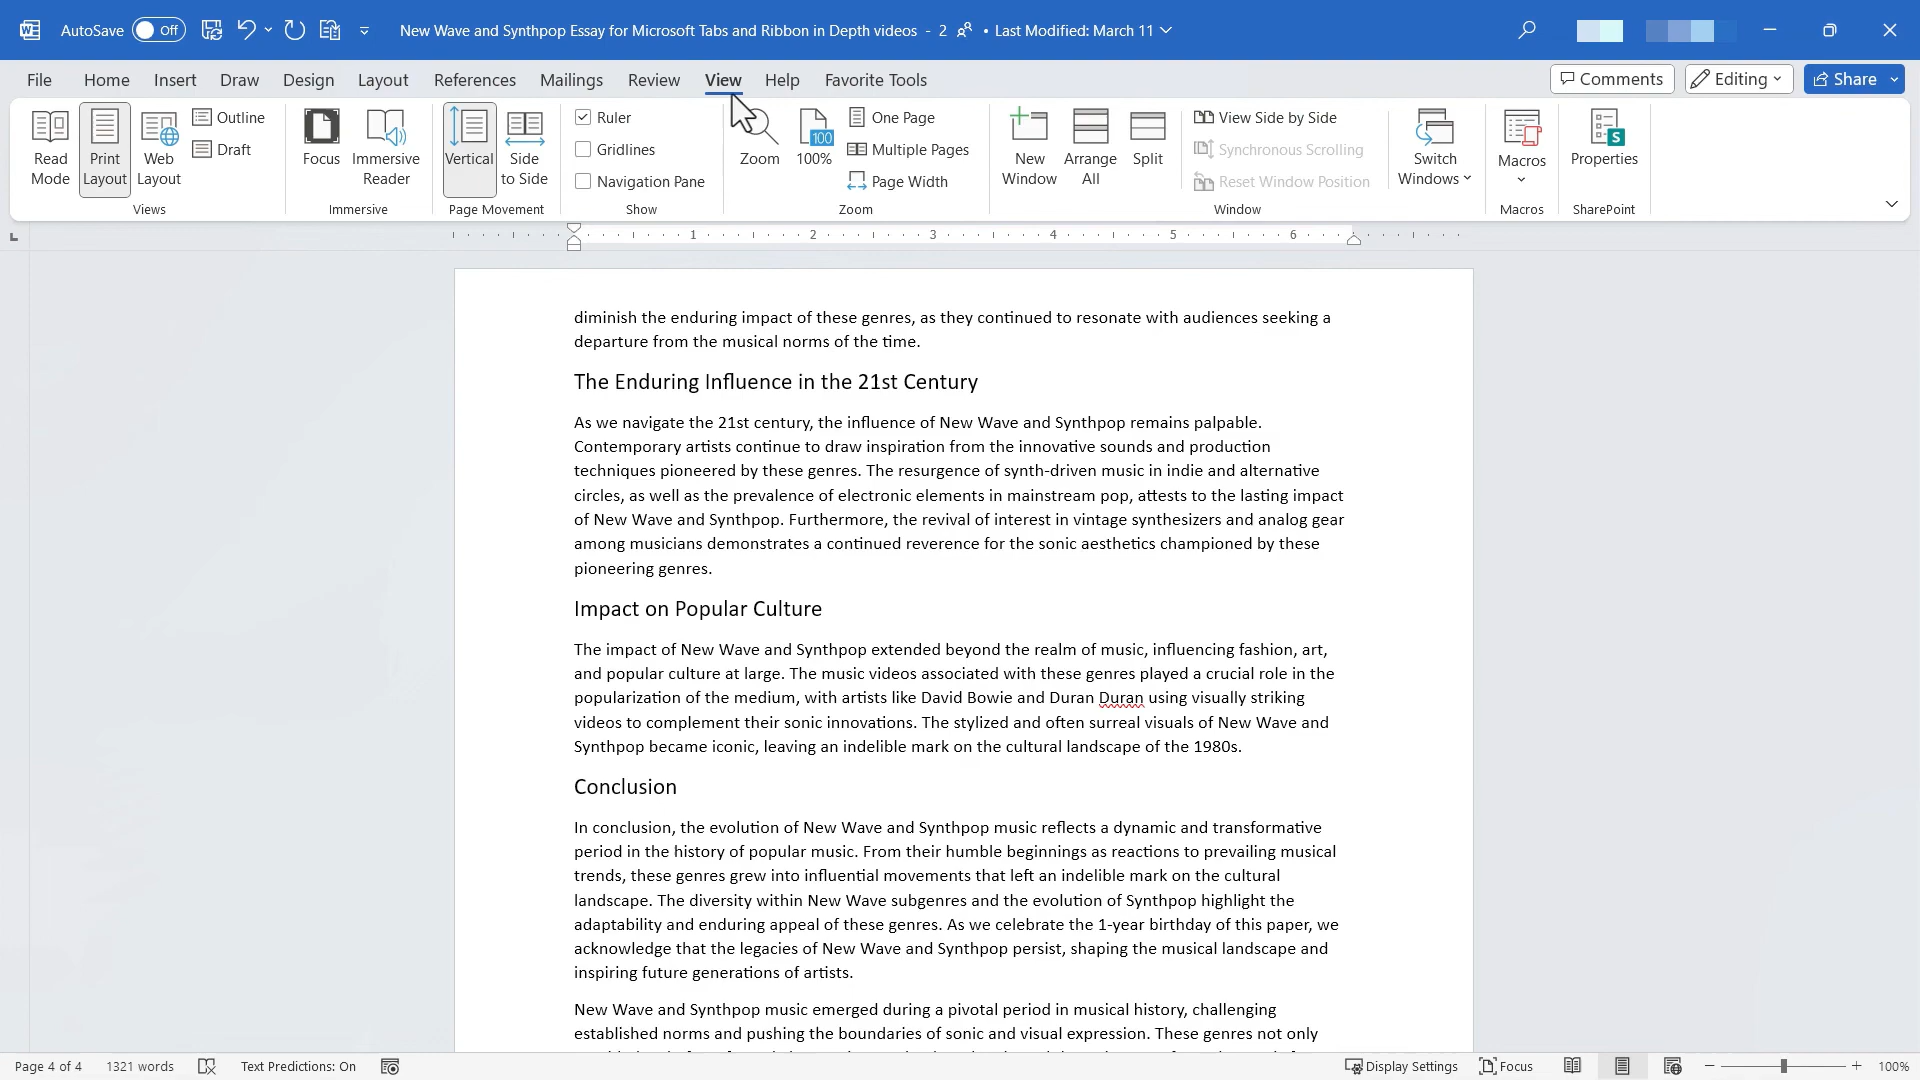 AutoSave Off New Wave and Synthpop Essay for Microsoft Tabs and Ribbon in Depth videos - 2 • Last Modified: March 11
File Home Insert Draw Design Layout References Mailings Review View Help Favorite Tools Comments Editing Share
Read Mode
Print Layout
Web Layout
Outline
Draft
Views
Focus
Immersive Reader
Immersive
Vertical
Side to Side
Page Movement
Ruler
Gridlines
Navigation Pane
Show
Zoom
100
100%
One Page
Multiple Pages
Page Width
Zoom
New Window
Arrange All
Split
View Side by Side
Synchronous Scrolling
Reset Window Position
Switch Windows
Window
Macros
Macros
S
Properties
SharePoint
1 2 3 4 5 6
diminish the enduring impact of these genres, as they continued to resonate with audiences seeking a
departure from the musical norms of the time.
The Enduring Influence in the 21st Century
As we navigate the 21st century, the influence of New Wave and Synthpop remains palpable.
Contemporary artists continue to draw inspiration from the innovative sounds and production
techniques pioneered by these genres. The resurgence of synth-driven music in indie and alternative
circles, as well as the prevalence of electronic elements in mainstream pop, attests to the lasting impact
of New Wave and Synthpop. Furthermore, the revival of interest in vintage synthesizers and analog gear
among musicians demonstrates a continued reverence for the sonic aesthetics championed by these
pioneering genres.
Impact on Popular Culture
The impact of New Wave and Synthpop extended beyond the realm of music, influencing fashion, art,
and popular culture at large. The music videos associated with these genres played a crucial role in the
popularization of the medium, with artists like David Bowie and Duran Duran using visually striking
videos to complement their sonic innovations. The stylized and often surreal visuals of New Wave and
Synthpop became iconic, leaving an indelible mark on the cultural landscape of the 1980s.
Conclusion
In conclusion, the evolution of New Wave and Synthpop music reflects a dynamic and transformative
period in the history of popular music. From their humble beginnings as reactions to prevailing musical
trends, these genres grew into influential movements that left an indelible mark on the cultural
landscape. The diversity within New Wave subgenres and the evolution of Synthpop highlight the
adaptability and enduring appeal of these genres. As we celebrate the 1-year birthday of this paper, we
acknowledge that the legacies of New Wave and Synthpop persist, shaping the musical landscape and
inspiring future generations of artists.
New Wave and Synthpop music emerged during a pivotal period in musical history, challenging
established norms and pushing the boundaries of sonic and visual expression. These genres not only
Page 4 of 4 1321 words Text Predictions: On Display Settings Focus 100%